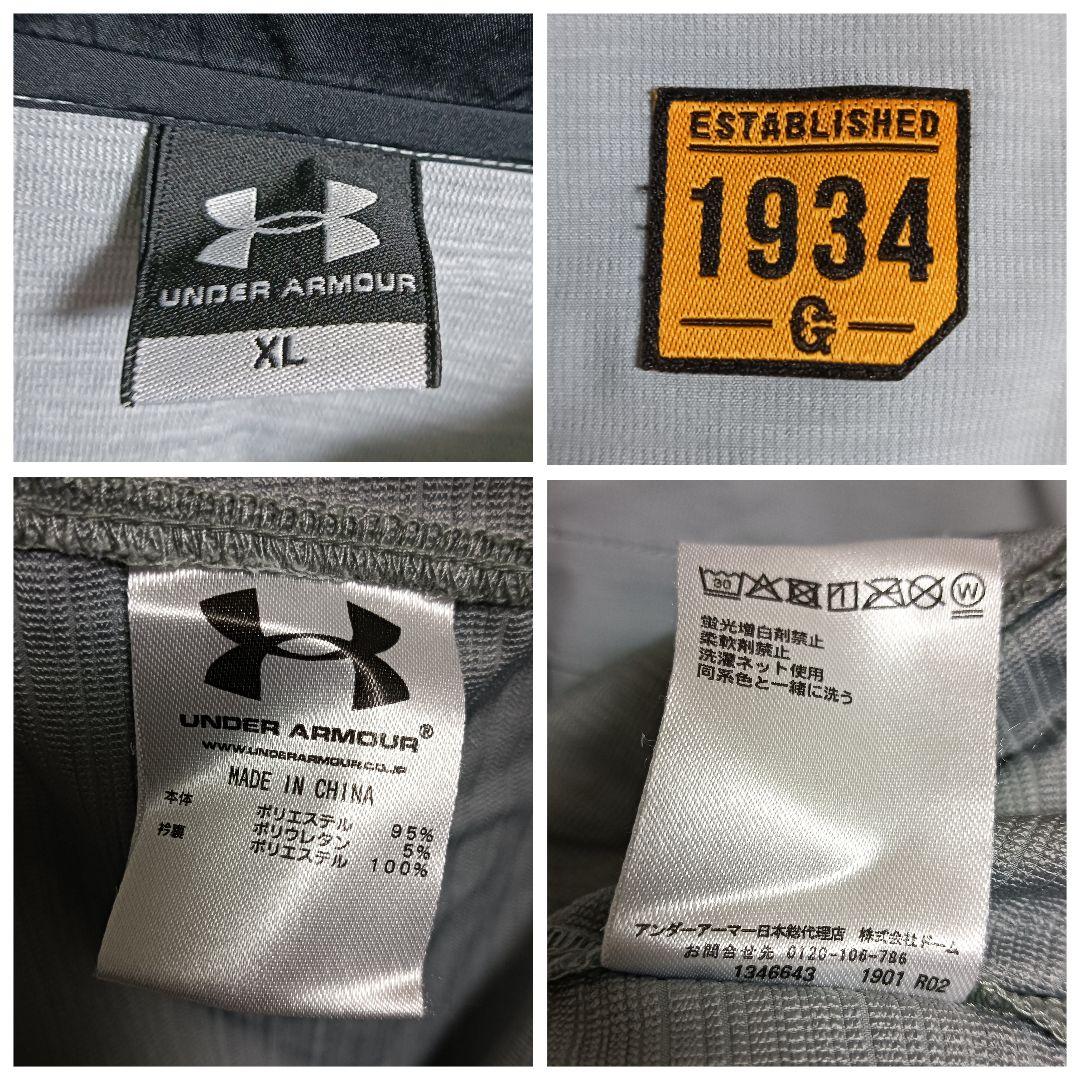 UNDER ARMOUR
XL
ESTABLISHED
1934
G
UNDER ARMOUR®
WWW.UNDERARMOUR.CO.JP
MADE IN CHINA
本体 ポリエステル 95%
ポリウレタン 5%
衿裏 ポリエステル 100%
30
W
蛍光増白剤禁止
柔軟剤禁止
洗濯ネット使用
同系色と一緒に洗う
アンダーアーマー日本総代理店 株式会社ドーム
お問合せ先 0120-106-786
1346643 1901 R02